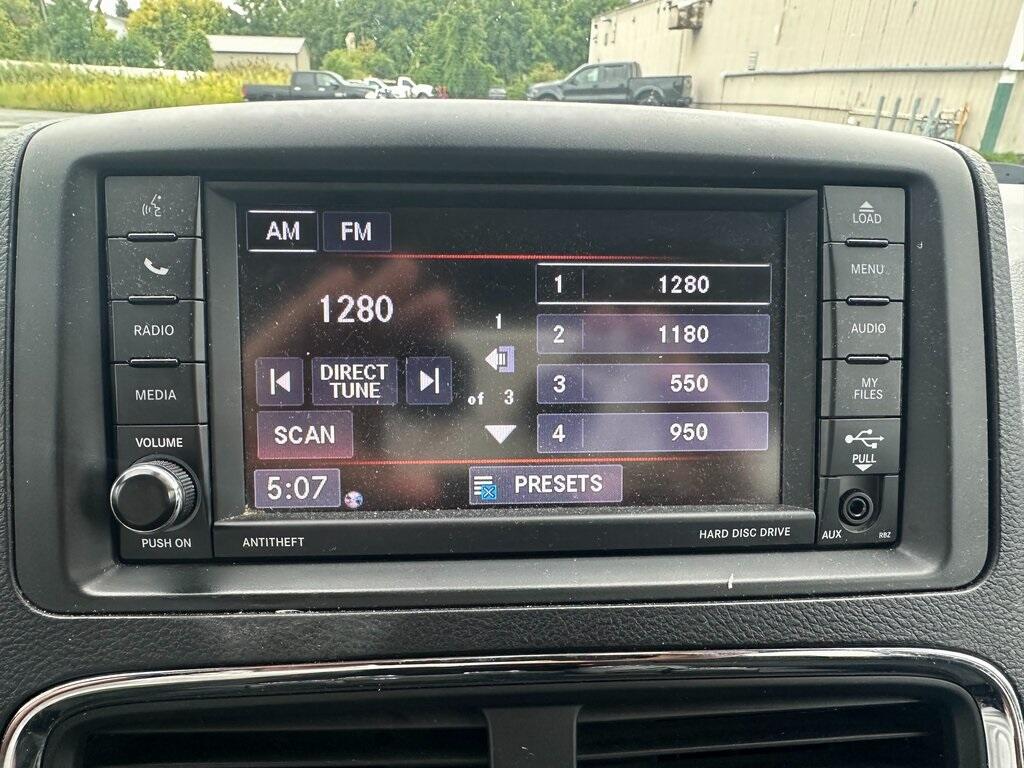 AM FM
1280
1
of 3
DIRECT
TUNE
SCAN
1 1280
2 1180
3 550
4 950
5:07
PRESETS
RADIO
MEDIA
VOLUME
PUSH ON
ANTITHEFT
HARD DISC DRIVE
LOAD
MENU
AUDIO
MY
FILES
PULL
AUX
RBZ